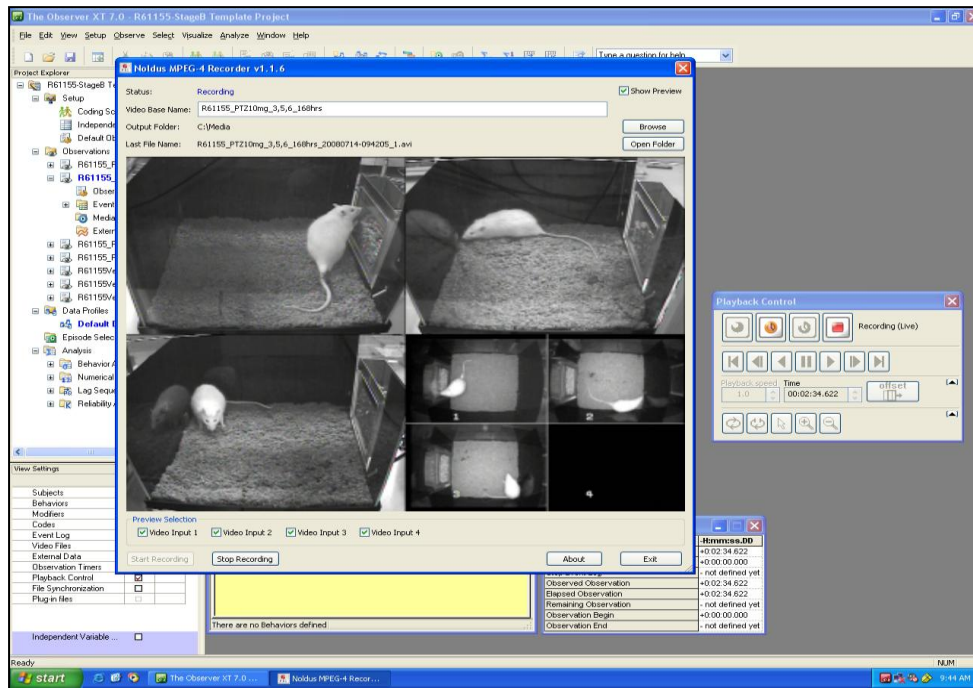 The Observer XT 7.0 - R61155-StageB Template Project
File Edit View Setup Observe Select Visualize Analyze Window Help
Type a question for help
Project Explorer
R61155-StageB Te
Setup
Coding Sc
Independe
Default Ob
Observations
R61155_F
R61155_
Obser
Event
Media
Extern
R61155_F
R61155_F
R61155Ve
R61155Ve
R61155Ve
Data Profiles
Default D
Episode Selec
Analysis
Behavior A
Numerical
Lag Sequ
Reliability A
View Settings
Subjects
Behaviors
Modifiers
Codes
Event Log
Video Files
External Data
Observation Timers
Playback Control
File Synchronization
Plug-in files
Independent Variable ...
Noldus MPEG-4 Recorder v1.1.6
Status: Recording
Show Preview
Video Base Name: R61155_PTZ10mg_3,5,6_168hrs
Output Folder: C:\Media
Browse
Last File Name: R61155_PTZ10mg_3,5,6_168hrs_20080714-094205_1.avi
Open Folder
1 2
3 4
Preview Selection
Video Input 1 Video Input 2 Video Input 3 Video Input 4
Start Recording Stop Recording About Exit
There are no Behaviors defined
Playback Control
Recording (Live)
Playback speed Time offset
1.0 00:02:34.622
-H:mm:ss.DD
+0:02:34.622
+0:00:00.000
- not defined yet
Observed Observation +0:02:34.622
Elapsed Observation +0:02:34.622
Remaining Observation - not defined yet
Observation Begin +0:00:00.000
Observation End - not defined yet
Ready NUM
start The Observer XT 7.0 ... Noldus MPEG-4 Recor... 9:44 AM